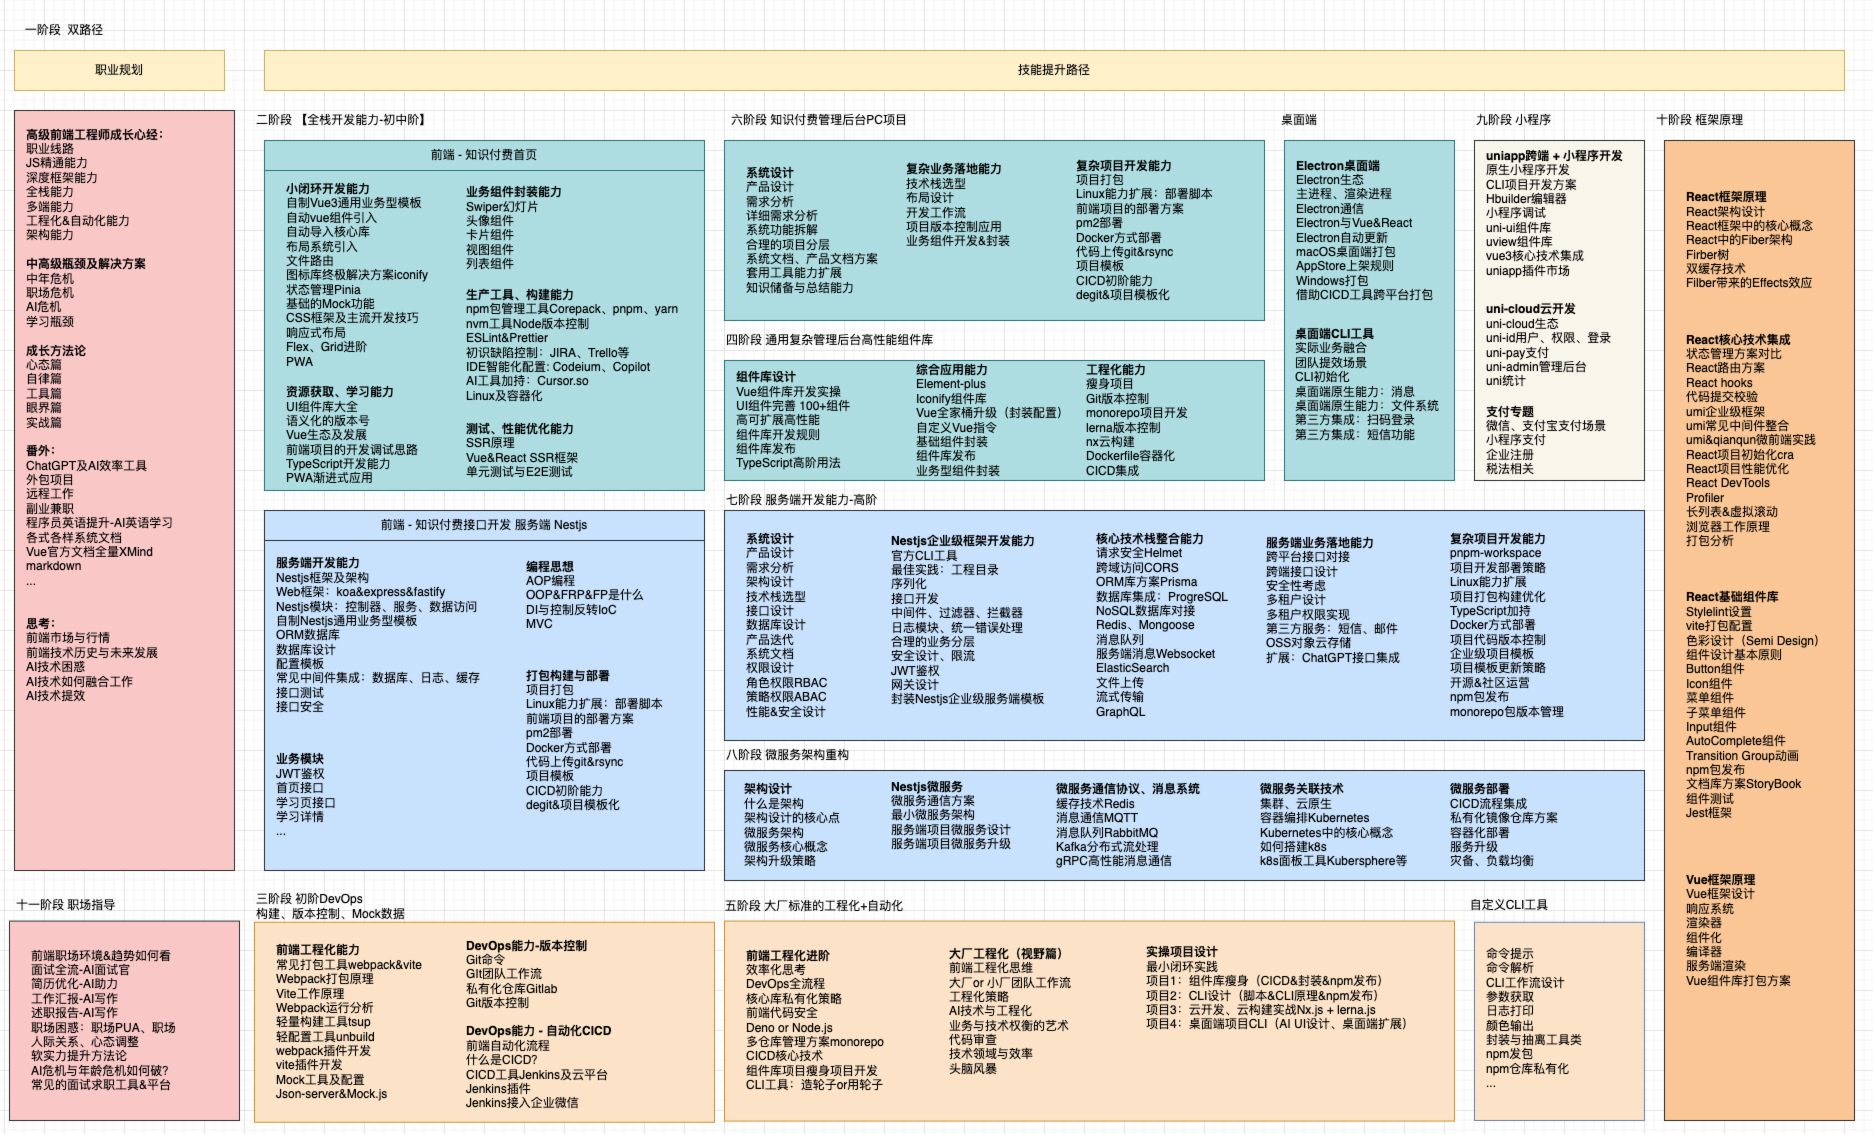 一阶段 双路径
职业规划
技能提升路径
高级前端工程师成长心经：
职业线路
JS精通能力
深度框架能力
全栈能力
多端能力
工程化&自动化能力
架构能力
中高级瓶颈及解决方案
中年危机
职场危机
AI危机
学习瓶颈
成长方法论
心态篇
自律篇
工具篇
眼界篇
实战篇
番外：
ChatGPT及AI效率工具
外包项目
远程工作
副业兼职
程序员英语提升-AI英语学习
各式各样系统文档
Vue官方文档全量XMind
markdown
...
思考：
前端市场与行情
前端技术历史与未来发展
AI技术困惑
AI技术如何融合工作
AI技术提效
二阶段 【全栈开发能力-初中阶】
前端 - 知识付费首页
小闭环开发能力
自制Vue3通用业务型模板
自动vue组件引入
自动导入核心库
布局系统引入
文件路由
图标库终极解决方案iconify
状态管理Pinia
基础的Mock功能
CSS框架及主流开发技巧
响应式布局
Flex、Grid进阶
PWA
资源获取、学习能力
UI组件库大全
语义化的版本号
Vue生态及发展
前端项目的开发调试思路
TypeScript开发能力
PWA渐进式应用
业务组件封装能力
Swiper幻灯片
头像组件
卡片组件
视图组件
列表组件
生产工具、构建能力
npm包管理工具Corepack、pnpm、yarn
nvm工具Node版本控制
ESLint&Prettier
初识缺陷控制：JIRA、Trello等
IDE智能化配置: Codeium、Copilot
AI工具加持：Cursor.so
Linux及容器化
测试、性能优化能力
SSR原理
Vue&React SSR框架
单元测试与E2E测试
前端 - 知识付费接口开发 服务端 Nestjs
服务端开发能力
Nestjs框架及架构
Web框架：koa&express&fastify
Nestjs模块：控制器、服务、数据访问
自制Nestjs通用业务型模板
ORM数据库
数据库设计
配置模板
常见中间件集成：数据库、日志、缓存
接口测试
接口安全
业务模块
JWT鉴权
首页接口
学习页接口
学习详情
...
编程思想
AOP编程
OOP&FRP&FP是什么
DI与控制反转IoC
MVC
打包构建与部署
项目打包
Linux能力扩展：部署脚本
前端项目的部署方案
pm2部署
Docker方式部署
代码上传git&rsync
项目模板
CICD初阶能力
degit&项目模板化
六阶段 知识付费管理后台PC项目
系统设计
产品设计
需求分析
详细需求分析
系统功能拆解
合理的项目分层
系统文档、产品文档方案
套用工具能力扩展
知识储备与总结能力
复杂业务落地能力
技术栈选型
布局设计
开发工作流
项目版本控制应用
业务组件开发&封装
复杂项目开发能力
项目打包
Linux能力扩展：部署脚本
前端项目的部署方案
pm2部署
Docker方式部署
代码上传git&rsync
项目模板
CICD初阶能力
degit&项目模板化
四阶段 通用复杂管理后台高性能组件库
组件库设计
Vue组件库开发实操
UI组件完善 100+组件
高可扩展高性能
组件库开发规则
组件库发布
TypeScript高阶用法
综合应用能力
Element-plus
Iconify组件库
Vue全家桶升级（封装配置）
自定义Vue指令
基础组件封装
组件库发布
业务型组件封装
工程化能力
瘦身项目
Git版本控制
monorepo项目开发
lerna版本控制
nx云构建
Dockerfile容器化
CICD集成
桌面端
Electron桌面端
Electron生态
主进程、渲染进程
Electron通信
Electron与Vue&React
Electron自动更新
macOS桌面端打包
AppStore上架规则
Windows打包
借助CICD工具跨平台打包
桌面端CLI工具
实际业务融合
团队提效场景
CLI初始化
桌面端原生能力：消息
桌面端原生能力：文件系统
第三方集成：扫码登录
第三方集成：短信功能
九阶段 小程序
uniapp跨端 + 小程序开发
原生小程序开发
CLI项目开发方案
Hbuilder编辑器
小程序调试
uni-ui组件库
uview组件库
vue3核心技术集成
uniapp插件市场
uni-cloud云开发
uni-cloud生态
uni-id用户、权限、登录
uni-pay支付
uni-admin管理后台
uni统计
支付专题
微信、支付宝支付场景
小程序支付
企业注册
税法相关
十阶段 框架原理
React框架原理
React架构设计
React框架中的核心概念
React中的Fiber架构
Firber树
双缓存技术
Filber带来的Effects效应
React核心技术集成
状态管理方案对比
React路由方案
React hooks
代码提交校验
umi企业级框架
umi常见中间件整合
umi&qianqun微前端实践
React项目初始化cra
React项目性能优化
React DevTools
Profiler
长列表&虚拟滚动
浏览器工作原理
打包分析
React基础组件库
Stylelint设置
vite打包配置
色彩设计（Semi Design）
组件设计基本原则
Button组件
Icon组件
菜单组件
子菜单组件
Input组件
AutoComplete组件
Transition Group动画
npm包发布
文档库方案StoryBook
组件测试
Jest框架
Vue框架原理
Vue框架设计
响应系统
渲染器
组件化
编译器
服务端渲染
Vue组件库打包方案
七阶段 服务端开发能力-高阶
系统设计
产品设计
需求分析
架构设计
技术栈选型
接口设计
数据库设计
产品迭代
系统文档
权限设计
角色权限RBAC
策略权限ABAC
性能&安全设计
Nestjs企业级框架开发能力
官方CLI工具
最佳实践：工程目录
序列化
接口开发
中间件、过滤器、拦截器
日志模块、统一错误处理
合理的业务分层
安全设计、限流
JWT鉴权
网关设计
封装Nestjs企业级服务端模板
核心技术栈整合能力
请求安全Helmet
跨域访问CORS
ORM库方案Prisma
数据库集成：ProgreSQL
NoSQL数据库对接
Redis、Mongoose
消息队列
服务端消息Websocket
ElasticSearch
文件上传
流式传输
GraphQL
服务端业务落地能力
跨平台接口对接
跨端接口设计
安全性考虑
多租户设计
多租户权限实现
第三方服务：短信、邮件
OSS对象云存储
扩展：ChatGPT接口集成
复杂项目开发能力
pnpm-workspace
项目开发部署策略
Linux能力扩展
项目打包构建优化
TypeScript加持
Docker方式部署
项目代码版本控制
企业级项目模板
项目模板更新策略
开源&社区运营
npm包发布
monorepo包版本管理
八阶段 微服务架构重构
架构设计
什么是架构
架构设计的核心点
微服务架构
微服务核心概念
架构升级策略
Nestjs微服务
微服务通信方案
最小微服务架构
服务端项目微服务设计
服务端项目微服务升级
微服务通信协议、消息系统
缓存技术Redis
消息通信MQTT
消息队列RabbitMQ
Kafka分布式流处理
gRPC高性能消息通信
微服务关联技术
集群、云原生
容器编排Kubernetes
Kubernetes中的核心概念
如何搭建k8s
k8s面板工具Kubersphere等
微服务部署
CICD流程集成
私有化镜像仓库方案
容器化部署
服务升级
灾备、负载均衡
十一阶段 职场指导
前端职场环境&趋势如何看
面试全流-AI面试官
简历优化-AI助力
工作汇报-AI写作
述职报告-AI写作
职场困惑：职场PUA、职场
人际关系、心态调整
软实力提升方法论
AI危机与年龄危机如何破?
常见的面试求职工具&平台
三阶段 初阶DevOps
构建、版本控制、Mock数据
前端工程化能力
常见打包工具webpack&vite
Webpack打包原理
Vite工作原理
Webpack运行分析
轻量构建工具tsup
轻配置工具unbuild
webpack插件开发
vite插件开发
Mock工具及配置
Json-server&Mock.js
DevOps能力-版本控制
Git命令
GIt团队工作流
私有化仓库Gitlab
Git版本控制
DevOps能力 - 自动化CICD
前端自动化流程
什么是CICD?
CICD工具Jenkins及云平台
Jenkins插件
Jenkins接入企业微信
五阶段 大厂标准的工程化+自动化
前端工程化进阶
效率化思考
DevOps全流程
核心库私有化策略
前端代码安全
Deno or Node.js
多仓库管理方案monorepo
CICD核心技术
组件库项目瘦身项目开发
CLI工具：造轮子or用轮子
大厂工程化（视野篇）
前端工程化思维
大厂or 小厂团队工作流
工程化策略
AI技术与工程化
业务与技术权衡的艺术
代码审查
技术领域与效率
头脑风暴
实操项目设计
最小闭环实践
项目1：组件库瘦身（CICD&封装&npm发布）
项目2：CLI设计（脚本&CLI原理&npm发布）
项目3：云开发、云构建实战Nx.js + lerna.js
项目4：桌面端项目CLI（AI UI设计、桌面端扩展）
自定义CLI工具
命令提示
命令解析
CLI工作流设计
参数获取
日志打印
颜色输出
封装与抽离工具类
npm发包
npm仓库私有化
...